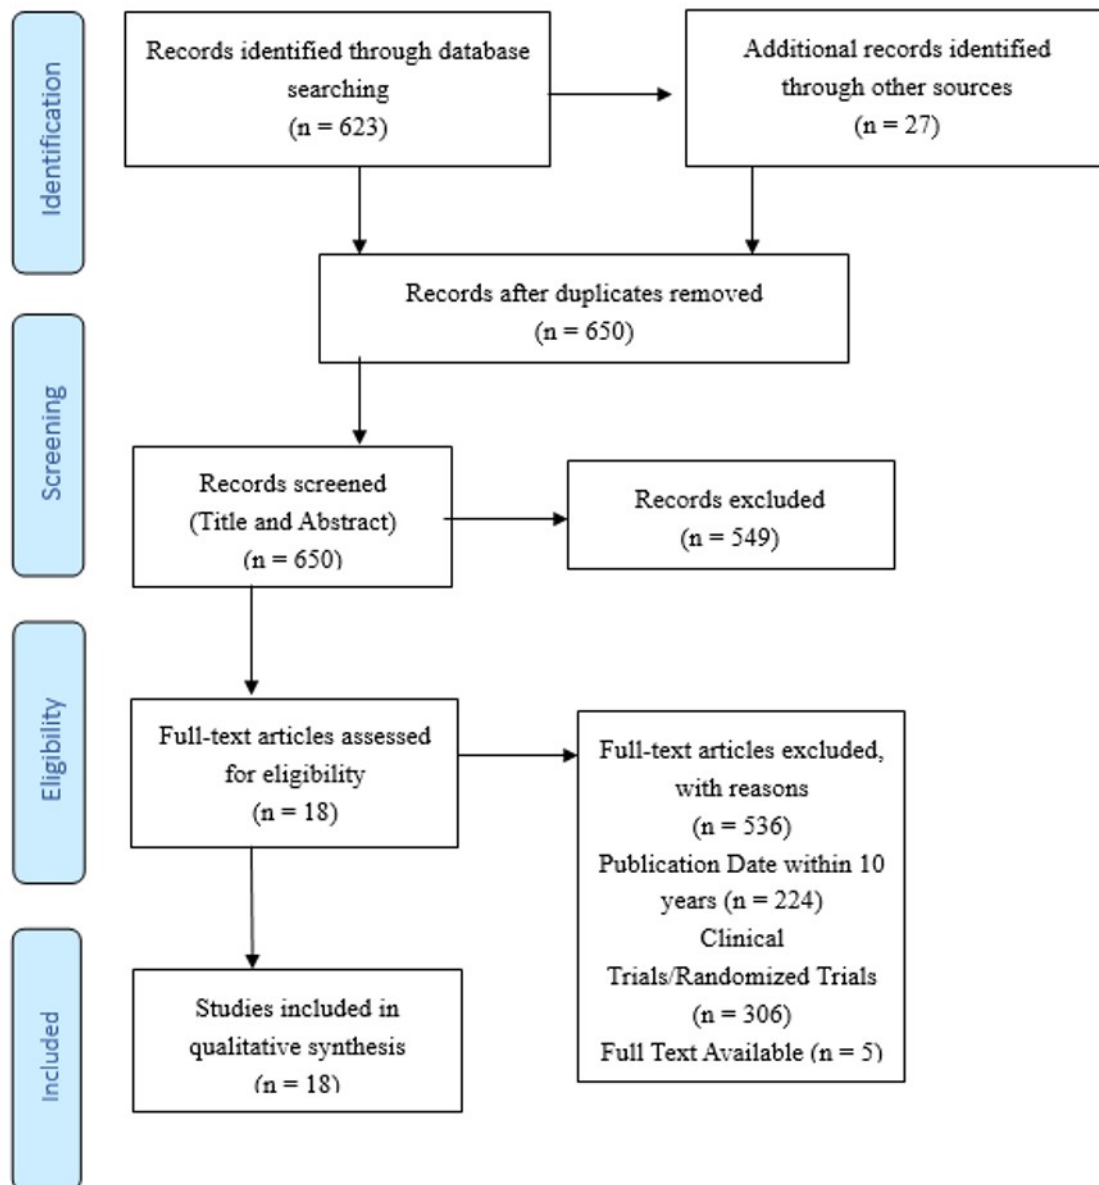 Identification
Records identified through database
searching
(n = 623)
Additional records identified
through other sources
(n = 27)
Records after duplicates removed
(n = 650)
Screening
Records screened
(Title and Abstract)
(n = 650)
Records excluded
(n = 549)
Eligibility
Full-text articles assessed
for eligibility
(n = 18)
Full-text articles excluded,
with reasons
(n = 536)
Publication Date within 10
years (n = 224)
Clinical
Trials/Randomized Trials
(n = 306)
Full Text Available (n = 5)
Included
Studies included in
qualitative synthesis
(n = 18)